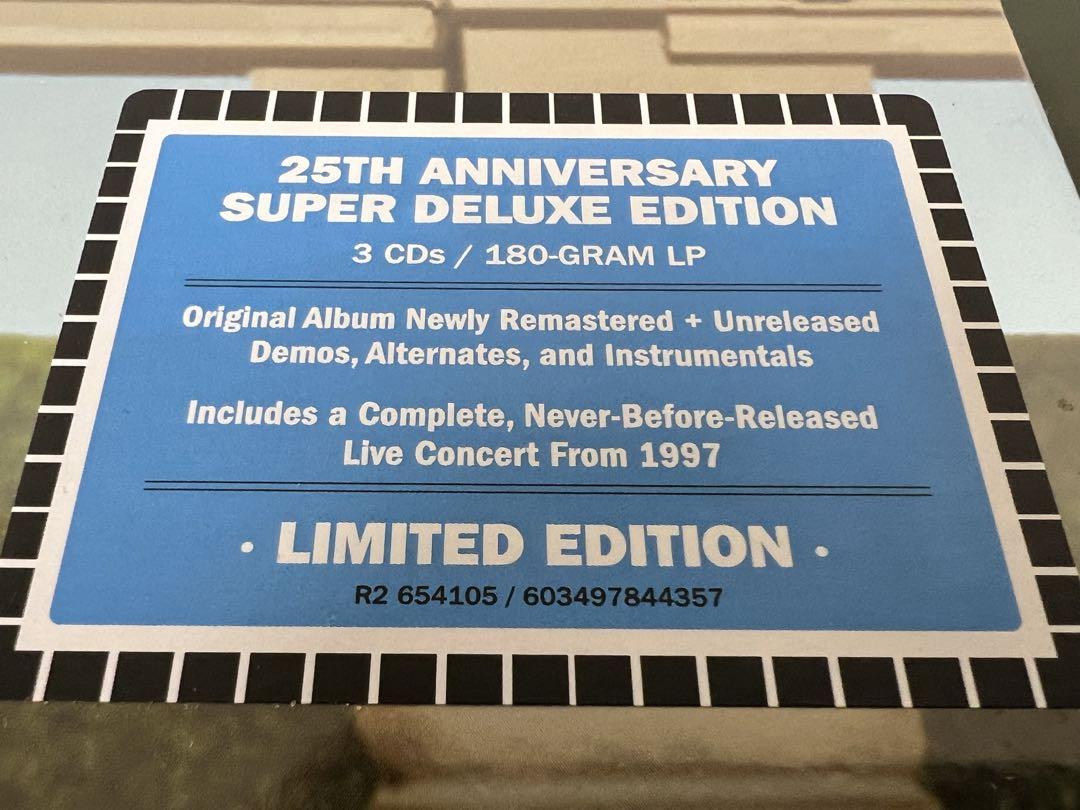 25TH ANNIVERSARY
SUPER DELUXE EDITION
3 CDs / 180-GRAM LP
Original Album Newly Remastered + Unreleased
Demos, Alternates, and Instrumentals
Includes a Complete, Never-Before-Released
Live Concert From 1997
• LIMITED EDITION •
R2 654105 / 603497844357